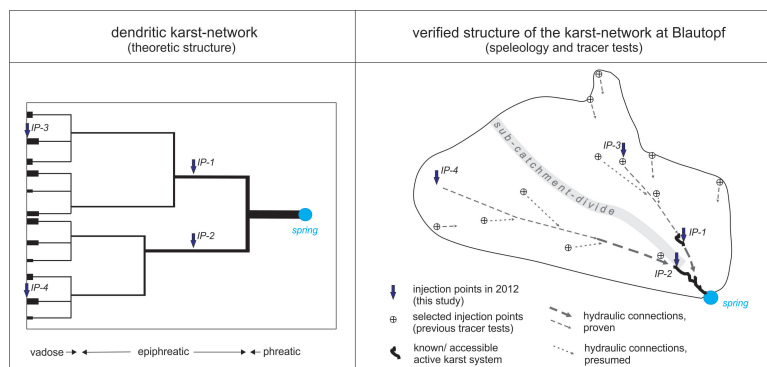 dendritic karst-network
(theoretic structure)
IP-3
IP-1
IP-2
IP-4
spring
vadose
epiphreatic
phreatic
verified structure of the karst-network at Blautopf
(speleology and tracer tests)
sub-catchment-divide
IP-3
IP-4
IP-1
IP-2
spring
injection points in 2012
(this study)
selected injection points
(previous tracer tests)
known/ accessible
active karst system
hydraulic connections,
proven
hydraulic connections,
presumed